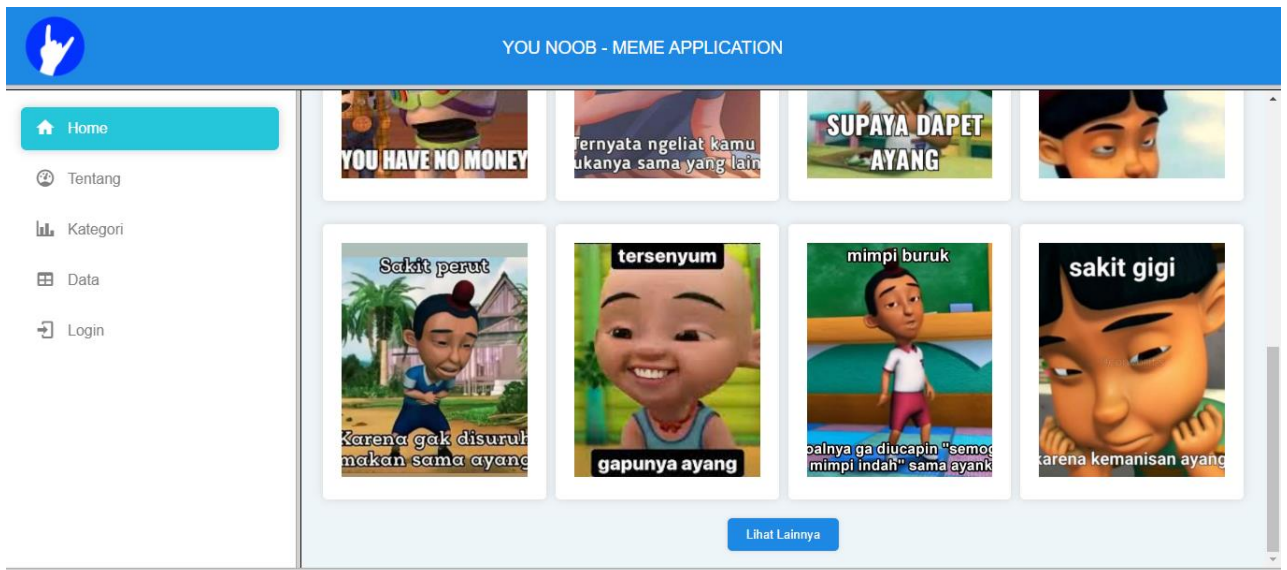 YOU NOOB - MEME APPLICATION
Home
Tentang
Kategori
Data
Login
YOU HAVE NO MONEY
Ternyata ngeliat kamu
ukanya sama yang lain
SUPAYA DAPET
AYANG
Sakit perut
Karena gak disuruh
makan sama ayang
tersenyum
gapunya ayang
mimpi buruk
oalnya ga diucapin "semog
mimpi indah" sama ayank
sakit gigi
karena kemanisan ayang
Lihat Lainnya